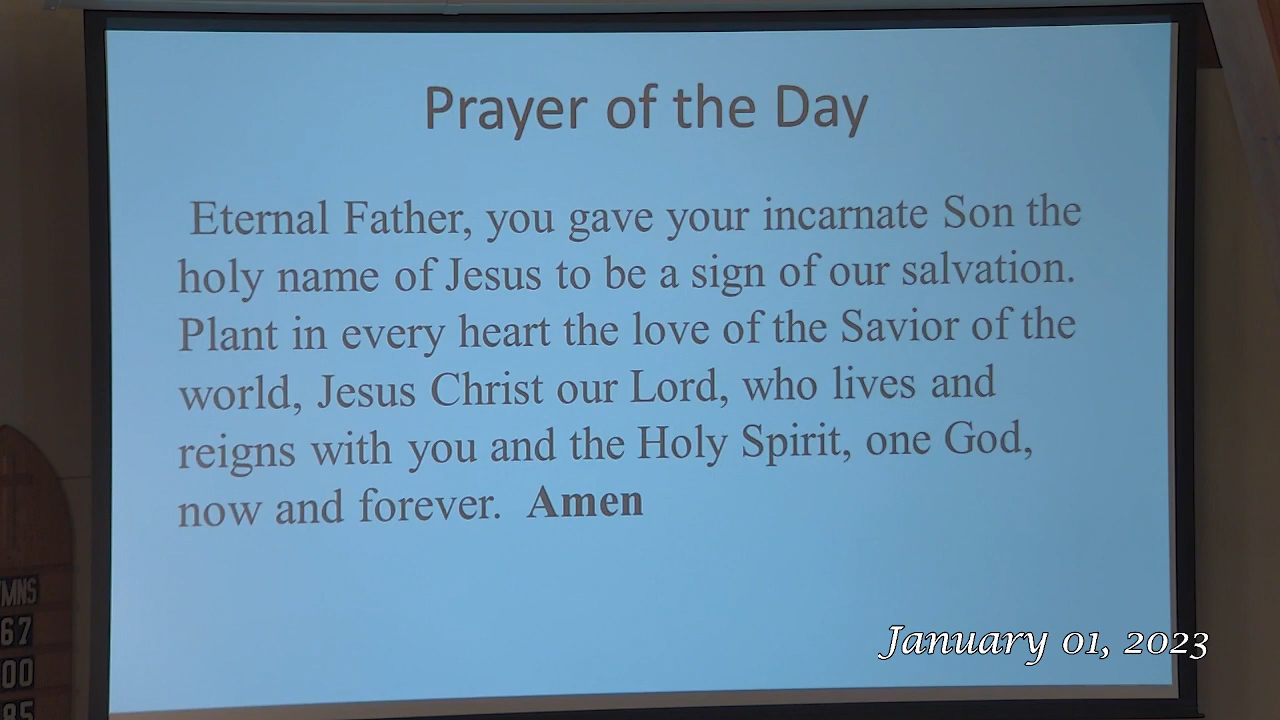 Prayer of the Day
Eternal Father, you gave your incarnate Son the
holy name of Jesus to be a sign of our salvation.
Plant in every heart the love of the Savior of the
world, Jesus Christ our Lord, who lives and
reigns with you and the Holy Spirit, one God,
now and forever.  Amen
MNS
67
00
85
January 01, 2023